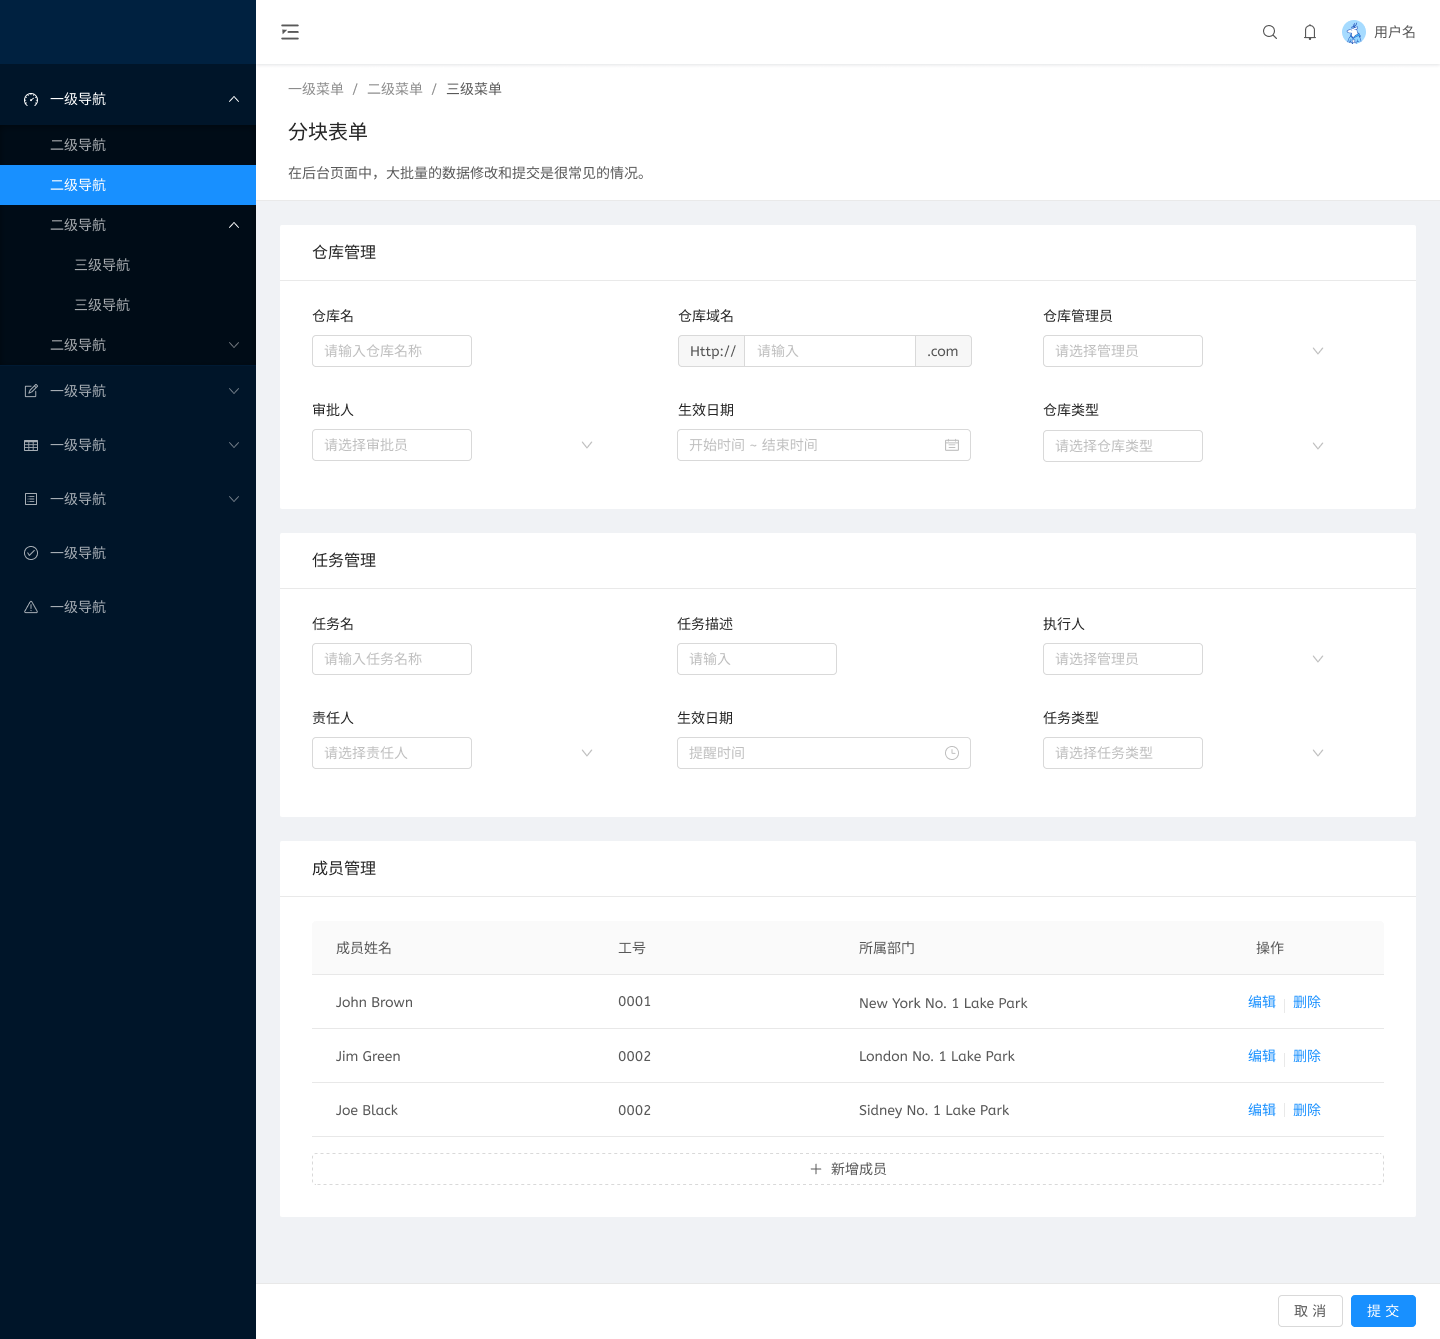 用户名
一级导航
二级导航
二级导航
二级导航
三级导航
三级导航
二级导航
一级导航
一级导航
一级导航
一级导航
一级导航
一级菜单 / 二级菜单 / 三级菜单
分块表单
在后台页面中，大批量的数据修改和提交是很常见的情况。
仓库管理
仓库名 仓库域名 仓库管理员
请输入仓库名称 Http:// 请输入 .com 请选择管理员
审批人 生效日期 仓库类型
请选择审批员 开始时间 ~ 结束时间 请选择仓库类型
任务管理
任务名 任务描述 执行人
请输入任务名称 请输入 请选择管理员
责任人 生效日期 任务类型
请选择责任人 提醒时间 请选择任务类型
成员管理
成员姓名 工号 所属部门 操作
John Brown 0001 New York No. 1 Lake Park 编辑 删除
Jim Green 0002 London No. 1 Lake Park 编辑 删除
Joe Black 0002 Sidney No. 1 Lake Park 编辑 删除
新增成员
取 消 提 交